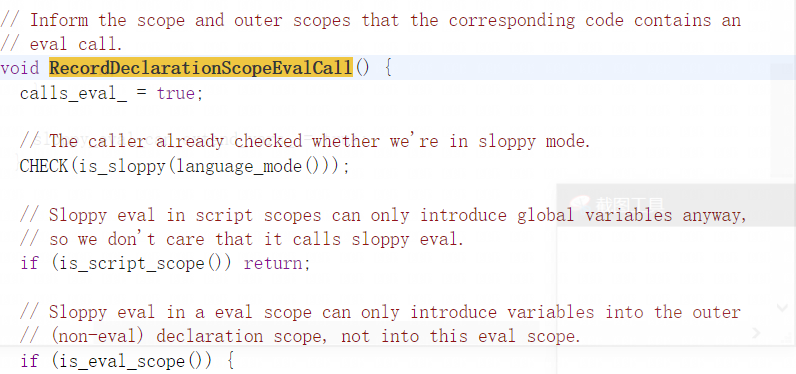 // Inform the scope and outer scopes that the corresponding code contains an
// eval call.
void RecordDeclarationScopeEvalCall() {
calls_eval_ = true;
// The caller already checked whether we're in sloppy mode.
CHECK(is_sloppy(language_mode()));
// Sloppy eval in script scopes can only introduce global variables anyway,
// so we don't care that it calls sloppy eval.
if (is_script_scope()) return;
// Sloppy eval in a eval scope can only introduce variables into the outer
// (non-eval) declaration scope, not into this eval scope.
if (is_eval_scope()) {
截图工具